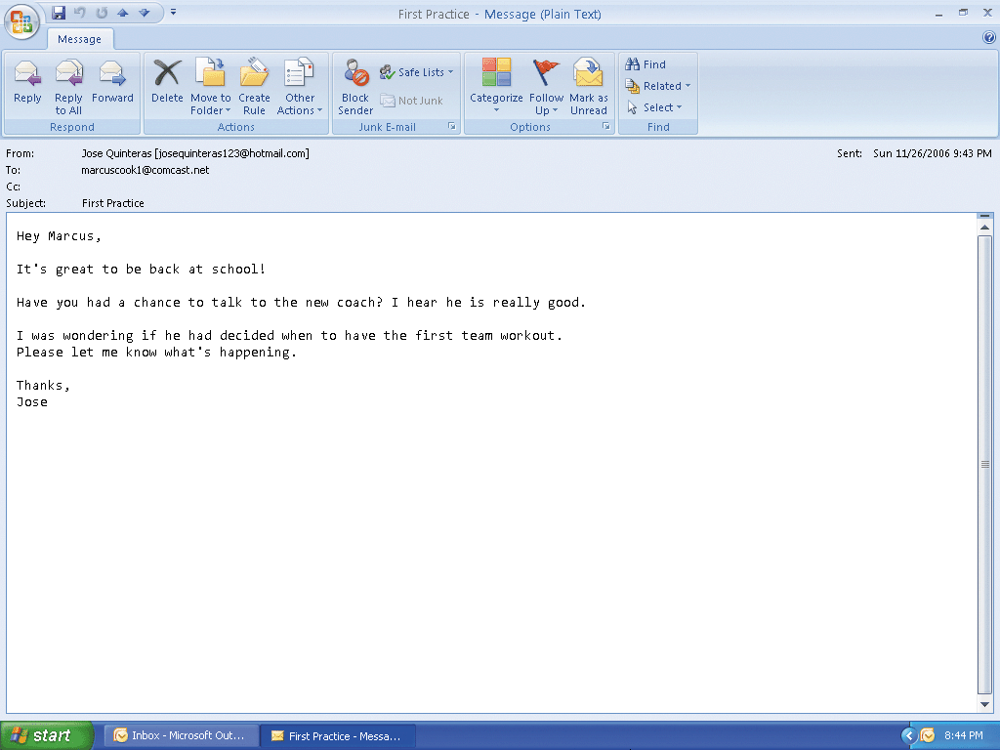 First Practice - Message (Plain Text)
Message
Reply
Reply to All
Forward
Respond
Delete
Move to Folder
Create Rule
Other Actions
Actions
Block Sender
Safe Lists
Not Junk
Junk E-mail
Categorize
Follow Up
Mark as Unread
Options
Find
Related
Select
Find
From: Jose Quinteras [josequinteras123@hotmail.com] Sent: Sun 11/26/2006 9:43 PM
To: marcuscook1@comcast.net
Cc:
Subject: First Practice
Hey Marcus,
It's great to be back at school!
Have you had a chance to talk to the new coach? I hear he is really good.
I was wondering if he had decided when to have the first team workout.
Please let me know what's happening.
Thanks,
Jose
start
Inbox - Microsoft Out...
First Practice - Messa...
8:44 PM